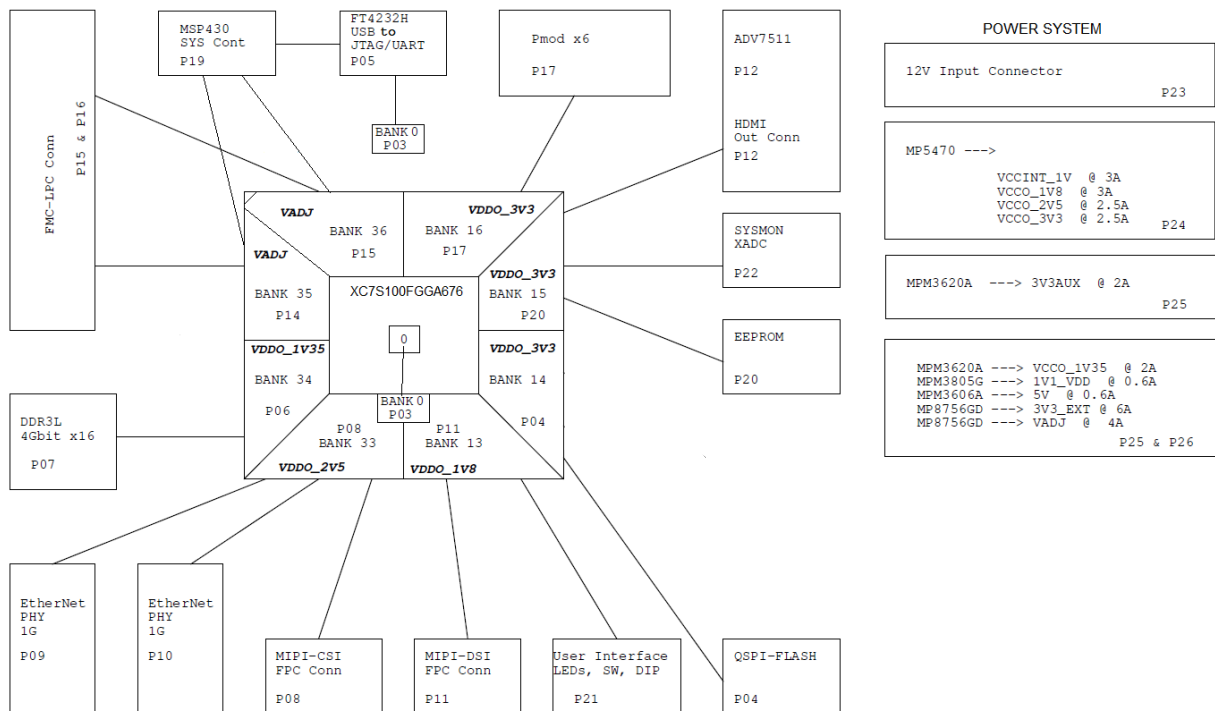 MSP430
SYS Cont
P19
FT4232H
USB to
JTAG/UART
P05
Pmod x6
P17
ADV7511
P12
HDMI
Out Conn
P12
FMC-LPC Conn
P15 & P16
BANK 0
P03
VADJ
BANK 36
P15
VDDO_3V3
BANK 16
P17
VADJ
BANK 35
P14
XC7S100FGGA676
VDDO_3V3
BANK 15
P20
SYSMON
XADC
P22
0
VDDO_1V35
BANK 34
P06
VDDO_3V3
BANK 14
P04
EEPROM
P20
BANK 0
P03
DDR3L
4Gbit x16
P07
P08
BANK 33
VDDO_2V5
P11
BANK 13
VDDO_1V8
EtherNet
PHY
1G
P09
EtherNet
PHY
1G
P10
MIPI-CSI
FPC Conn
P08
MIPI-DSI
FPC Conn
P11
User Interface
LEDs, SW, DIP
P21
QSPI-FLASH
P04
POWER SYSTEM
12V Input Connector
P23
MP5470 --->
VCCINT_1V @ 3A
VCCO_1V8 @ 3A
VCCO_2V5 @ 2.5A
VCCO_3V3 @ 2.5A
P24
MPM3620A ---> 3V3AUX @ 2A
P25
MPM3620A ---> VCCO_1V35 @ 2A
MPM3805G ---> 1V1_VDD @ 0.6A
MPM3606A ---> 5V @ 0.6A
MP8756GD ---> 3V3_EXT @ 6A
MP8756GD ---> VADJ @ 4A
P25 & P26